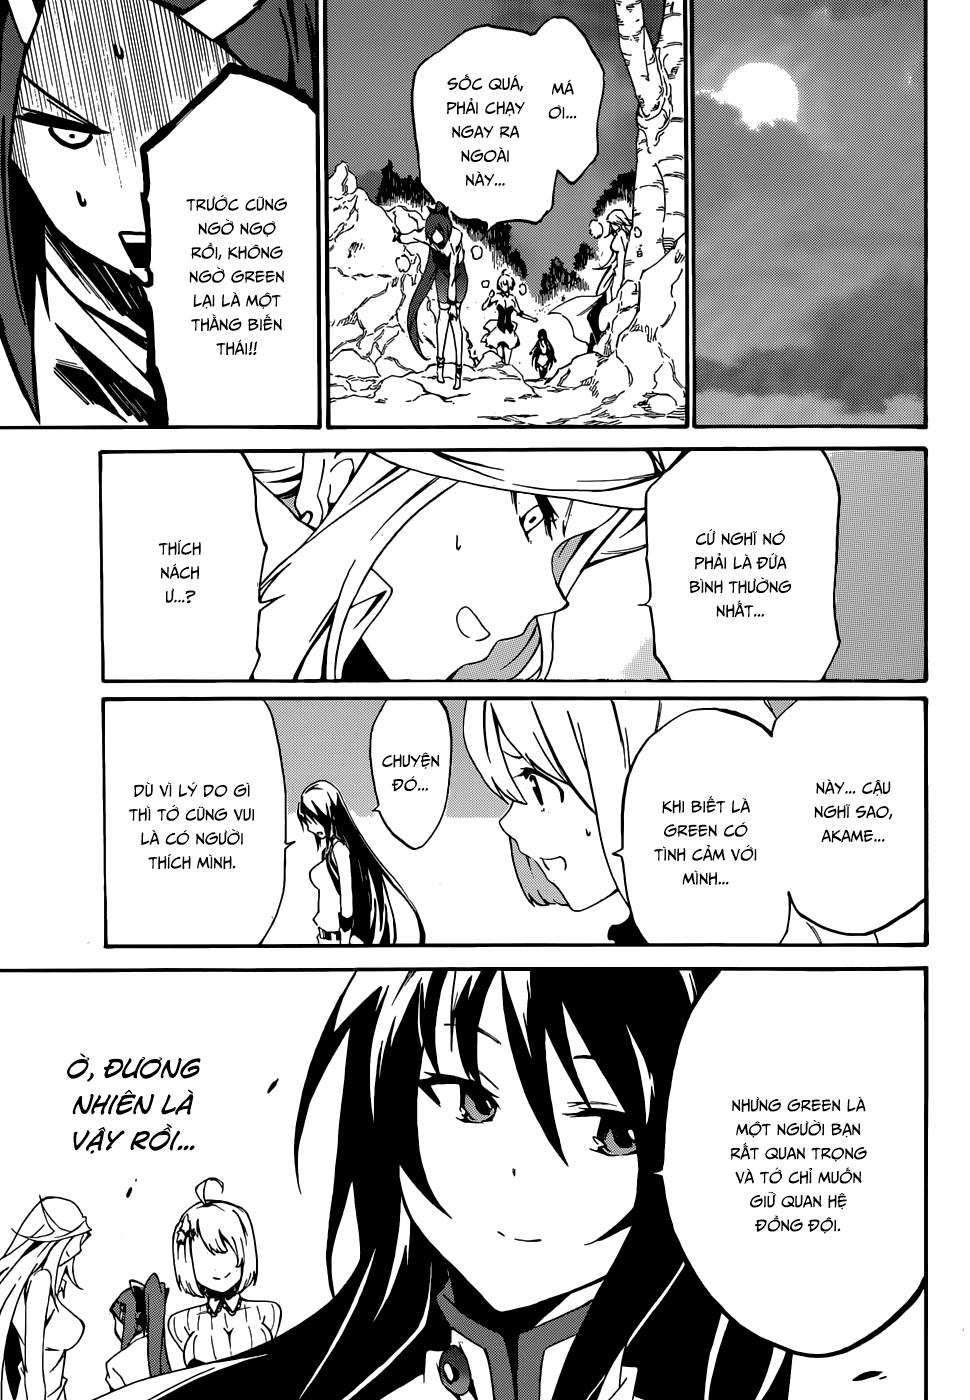 MÁ
ƠI...
SỐC QUÁ,
PHẢI CHẠY
NGAY RA
NGOÀI
NÀY...
TRƯỚC CŨNG
NGỜ NGỢ
RỒI, KHÔNG
NGỜ GREEN
LẠI LÀ MỘT
THẰNG BIẾN
THÁI!!
CỨ NGHĨ NÓ
PHẢI LÀ ĐỨA
BÌNH THƯỜNG
NHẤT...
THÍCH
NÁCH
Ư...?
NÀY... CẬU
NGHĨ SAO,
AKAME...
KHI BIẾT LÀ
GREEN CÓ
TÌNH CẢM VỚI
MÌNH...
CHUYỆN
ĐÓ...
DÙ VÌ LÝ DO GÌ
THÌ TỚ CŨNG VUI
LÀ CÓ NGƯỜI
THÍCH MÌNH.
NHƯNG GREEN LÀ
MỘT NGƯỜI BẠN
RẤT QUAN TRỌNG
VÀ TỚ CHỈ MUỐN
GIỮ QUAN HỆ
ĐỒNG ĐỘI.
Ờ, ĐƯƠNG
NHIÊN LÀ
VẬY RỒI...